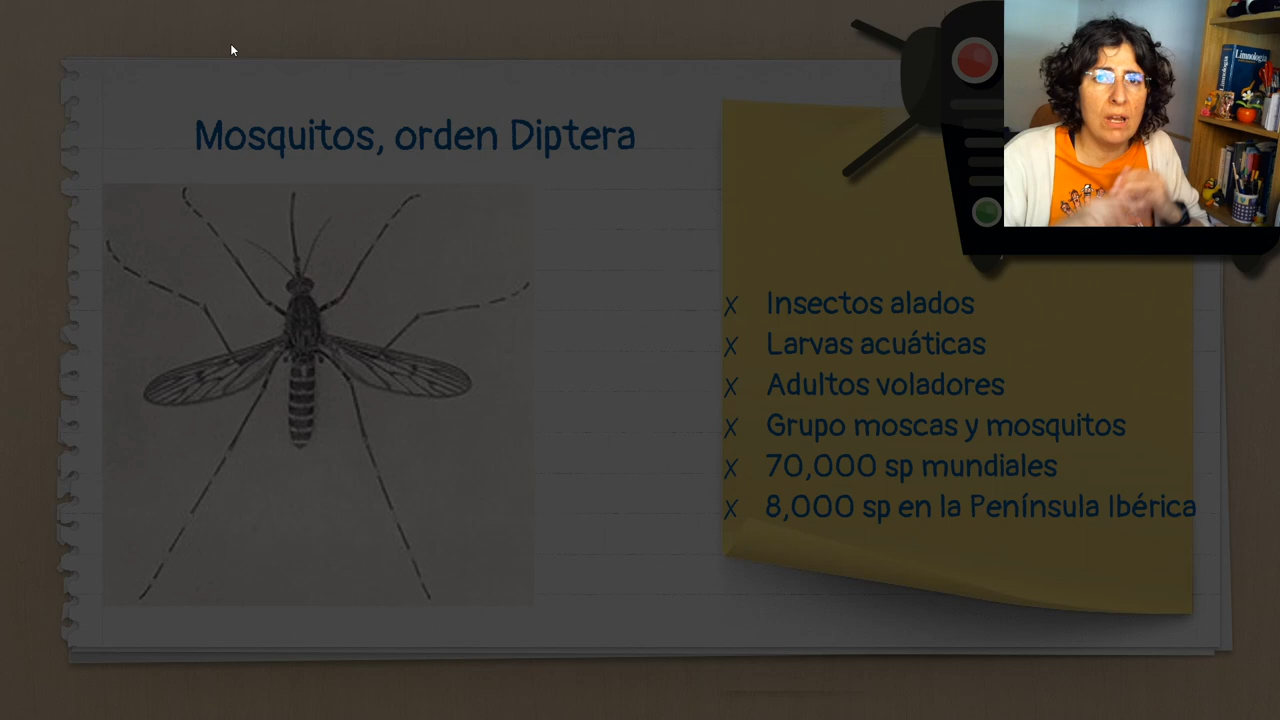 Mosquitos, orden Diptera
x Insectos alados
x Larvas acuáticas
x Adultos voladores
x Grupo moscas y mosquitos
x 70,000 sp mundiales
x 8,000 sp en la Península Ibérica
Limnología